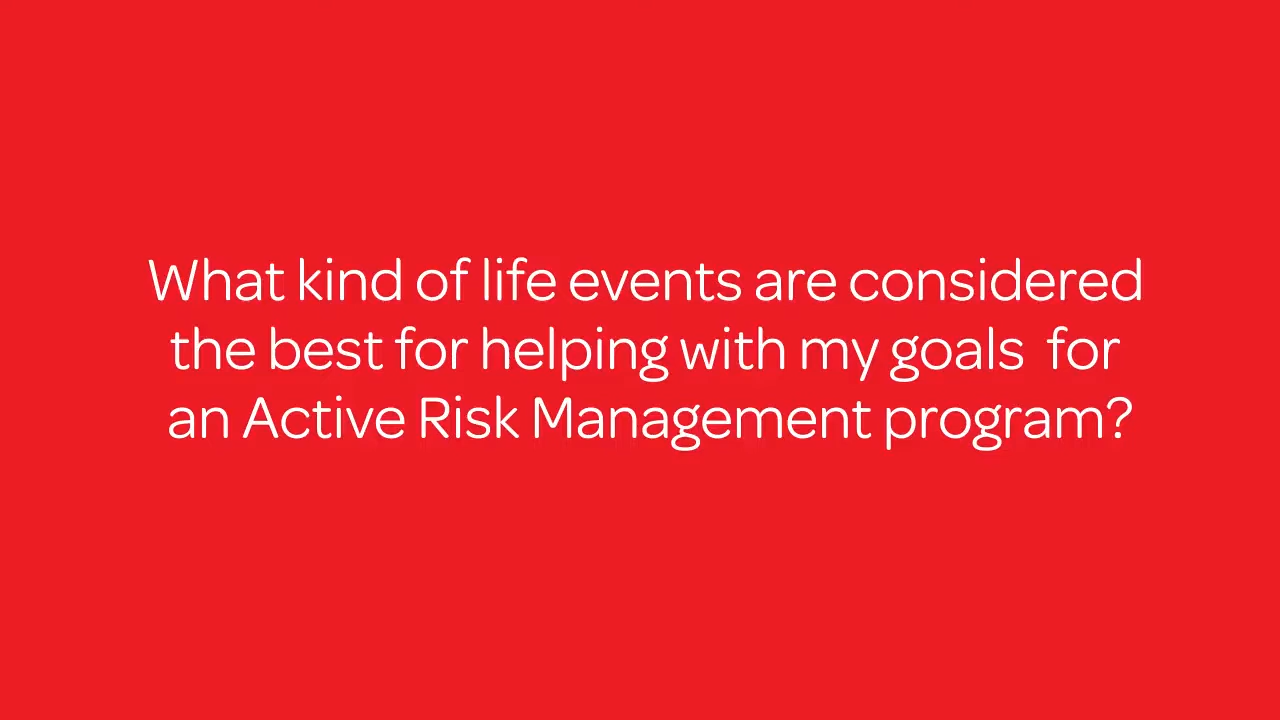 What kind of life events are considered
the best for helping with my goals  for
an Active Risk Management program?